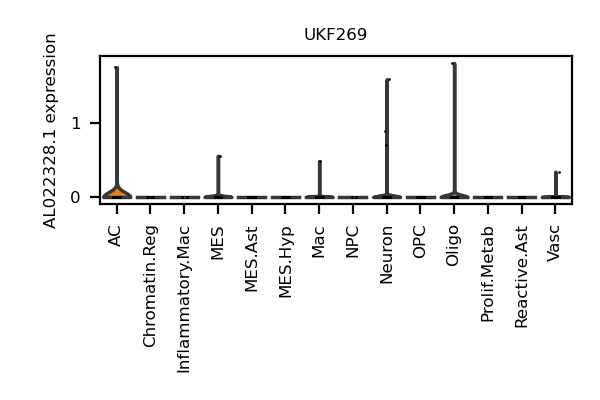 UKF269
AL022328.1 expression
1
0
AC
Chromatin.Reg
Inflammatory.Mac
MES
MES.Ast
MES.Hyp
Mac
NPC
Neuron
OPC
Oligo
Prolif.Metab
Reactive.Ast
Vasc